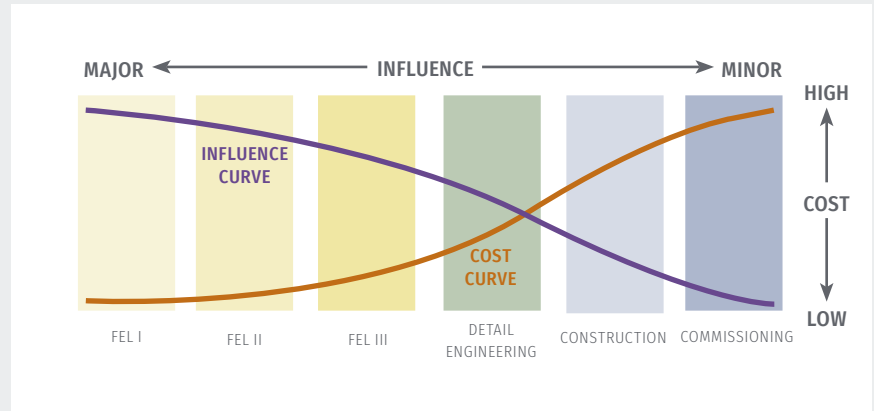 MAJOR
INFLUENCE
MINOR
HIGH
INFLUENCE
CURVE
COST
COST
CURVE
LOW
FEL I
FEL II
FEL III
DETAIL
ENGINEERING
CONSTRUCTION
COMMISSIONING